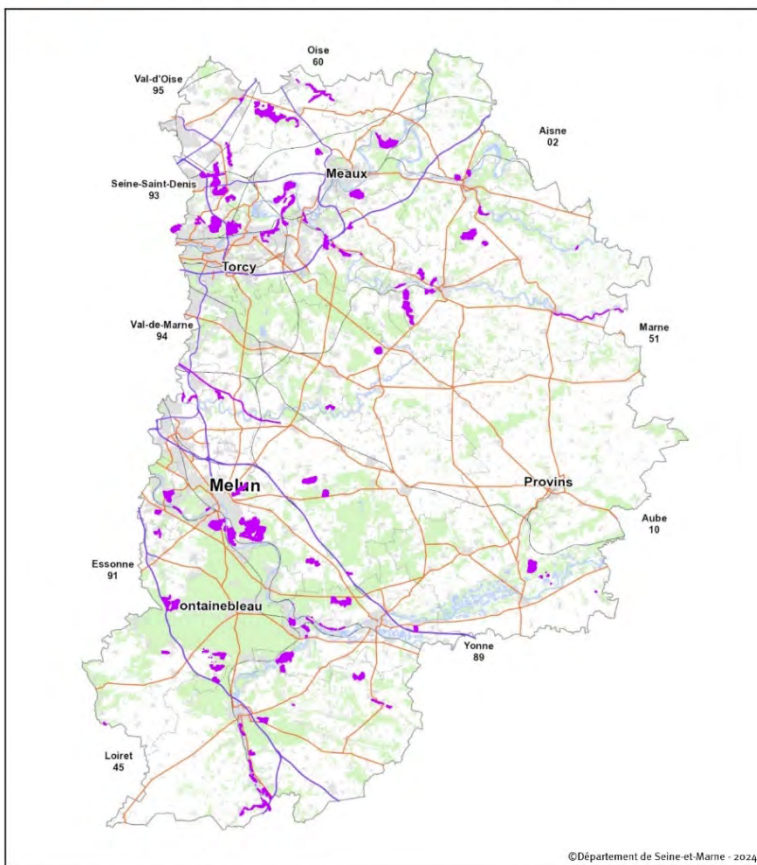 Oise
60
Val-d'Oise
95
Aisne
02
Meaux
Seine-Saint-Denis
93
Torcy
Val-de-Marne
94
Marne
51
Melun
Provins
Aube
10
Essonne
91
ontainebleau
Yonne
89
Loiret
45
©Département de Seine-et-Marne - 2024